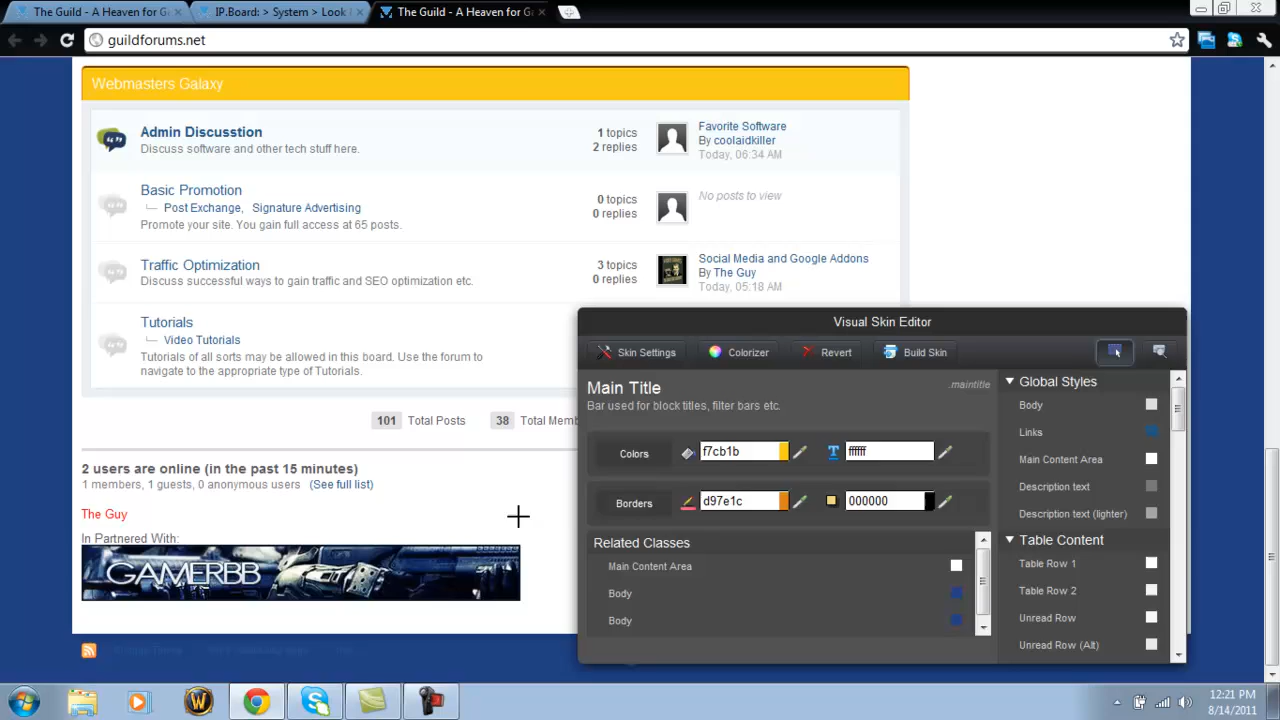 The Guild - A Heaven for Ga
IP.Board: > System > Look
The Guild - A Heaven for Ga
guildforums.net
Webmasters Galaxy
Admin Discusstion
Discuss software and other tech stuff here.
1 topics
2 replies
Favorite Software
By coolaidkiller
Today, 06:34 AM
Basic Promotion
Post Exchange, Signature Advertising
Promote your site. You gain full access at 65 posts.
0 topics
0 replies
No posts to view
Traffic Optimization
Discuss successful ways to gain traffic and SEO optimization etc.
3 topics
0 replies
Social Media and Google Addons
By The Guy
Today, 05:18 AM
Tutorials
Video Tutorials
Tutorials of all sorts may be allowed in this board. Use the forum to
navigate to the appropriate type of Tutorials.
101 Total Posts 38 Total Memb
2 users are online (in the past 15 minutes)
1 members, 1 guests, 0 anonymous users (See full list)
The Guy
In Partnered With:
GAMERBB
Visual Skin Editor
Skin Settings Colorizer Revert Build Skin
Main Title .maintitle
Bar used for block titles, filter bars etc.
Colors f7cb1b T ffffff
Borders d97e1c 000000
Related Classes
Main Content Area
Body
Body
Global Styles
Body
Links
Main Content Area
Description text
Description text (lighter)
Table Content
Table Row 1
Table Row 2
Unread Row
Unread Row (Alt)
12:21 PM
8/14/2011